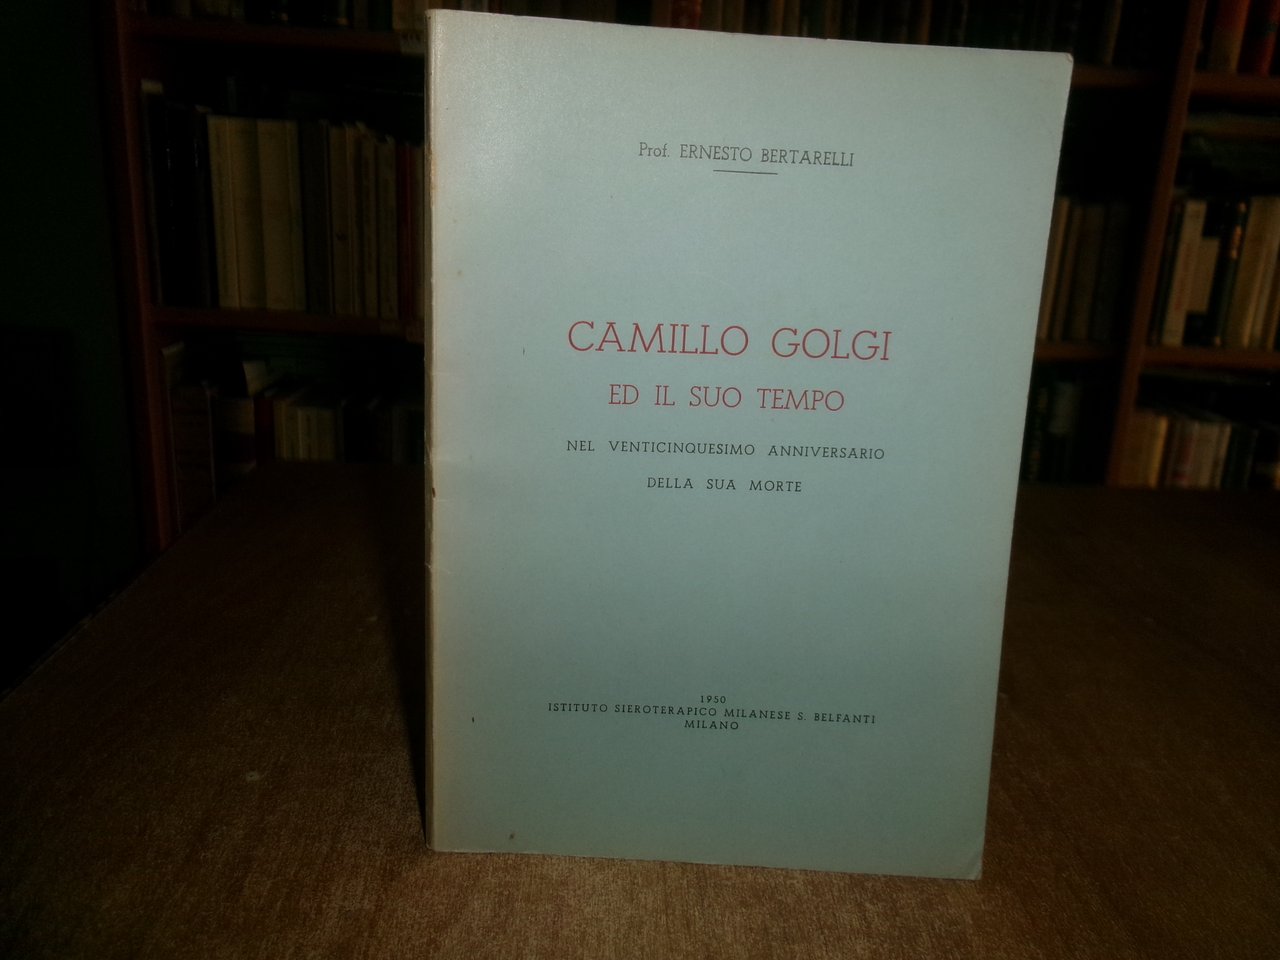 Prof. ERNESTO BERTARELLI
CAMILLO GOLGI
ED IL SUO TEMPO
NEL VENTICINQUESIMO ANNIVERSARIO
DELLA SUA MORTE
1950
ISTITUTO SIEROTERAPICO MILANESE S. BELFANTI
MILANO